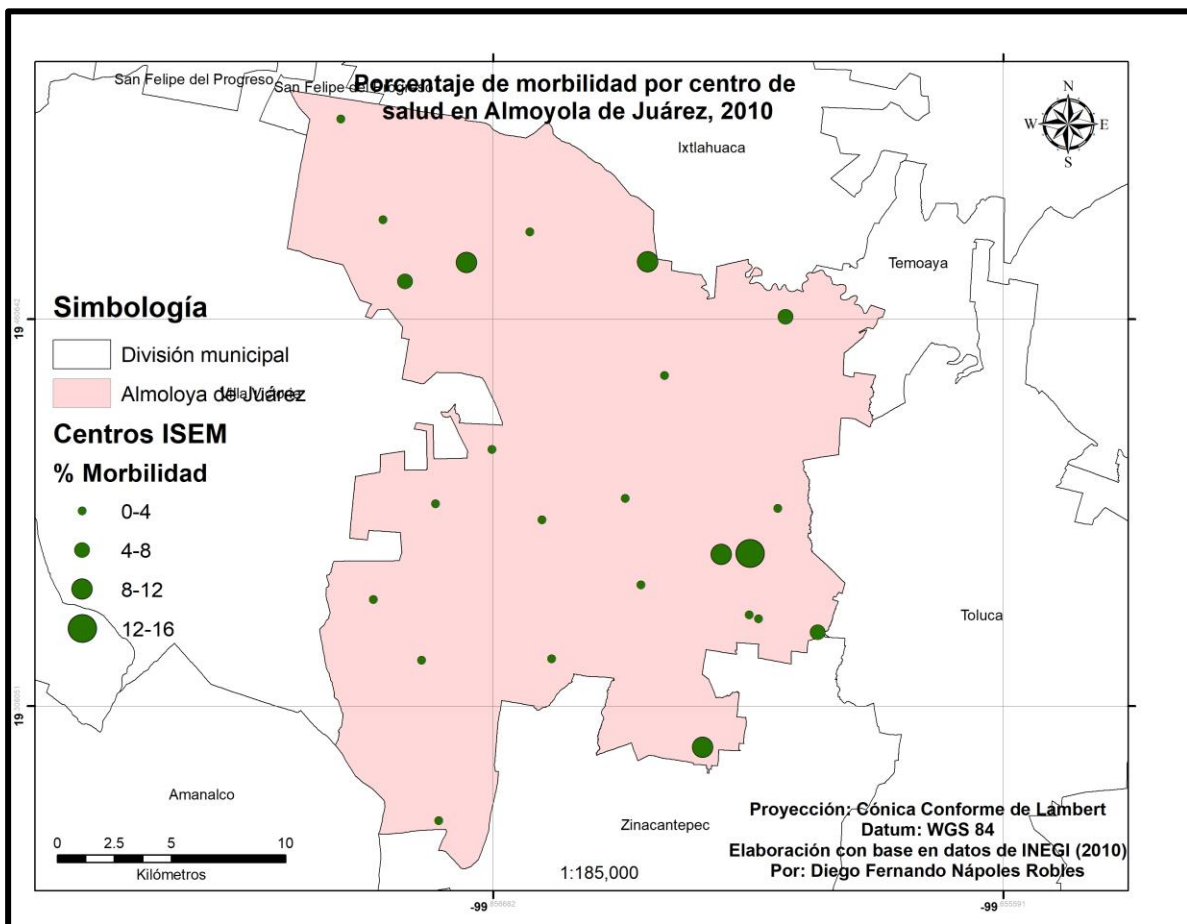 San Felipe del Progreso
San Felipe del Progreso
Porcentaje de morbilidad por centro de
salud en Almoyola de Juárez, 2010
N
W E
S
Ixtlahuaca
Temoaya
Simbología
División municipal
Almoloya de Juárez
Villa Victoria
Centros ISEM
% Morbilidad
0-4
4-8
8-12
12-16
Toluca
Amanalco
Zinacantepec
0 2.5 5 10
Kilómetros
1:185,000
Proyección: Cónica Conforme de Lambert
Datum: WGS 84
Elaboración con base en datos de INEGI (2010)
Por: Diego Fernando Nápoles Robles
19
19
-99
-99